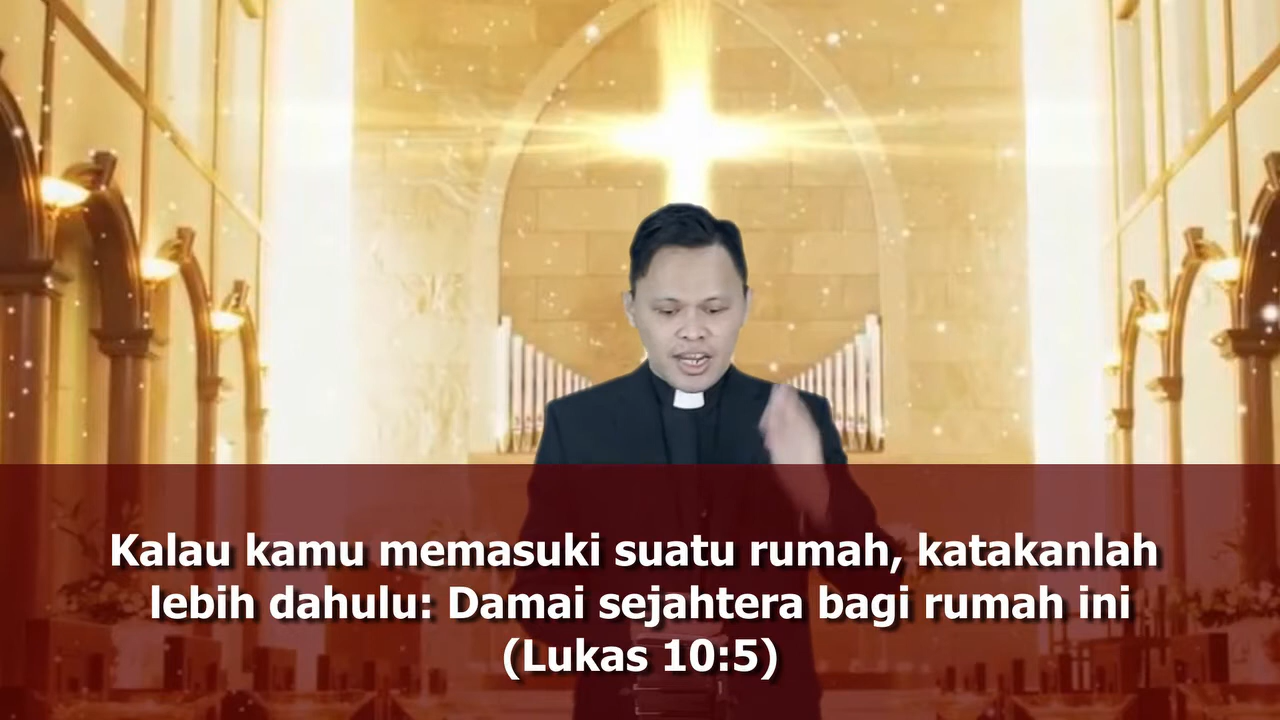 Kalau kamu memasuki suatu rumah, katakanlah
lebih dahulu: Damai sejahtera bagi rumah ini
(Lukas 10:5)